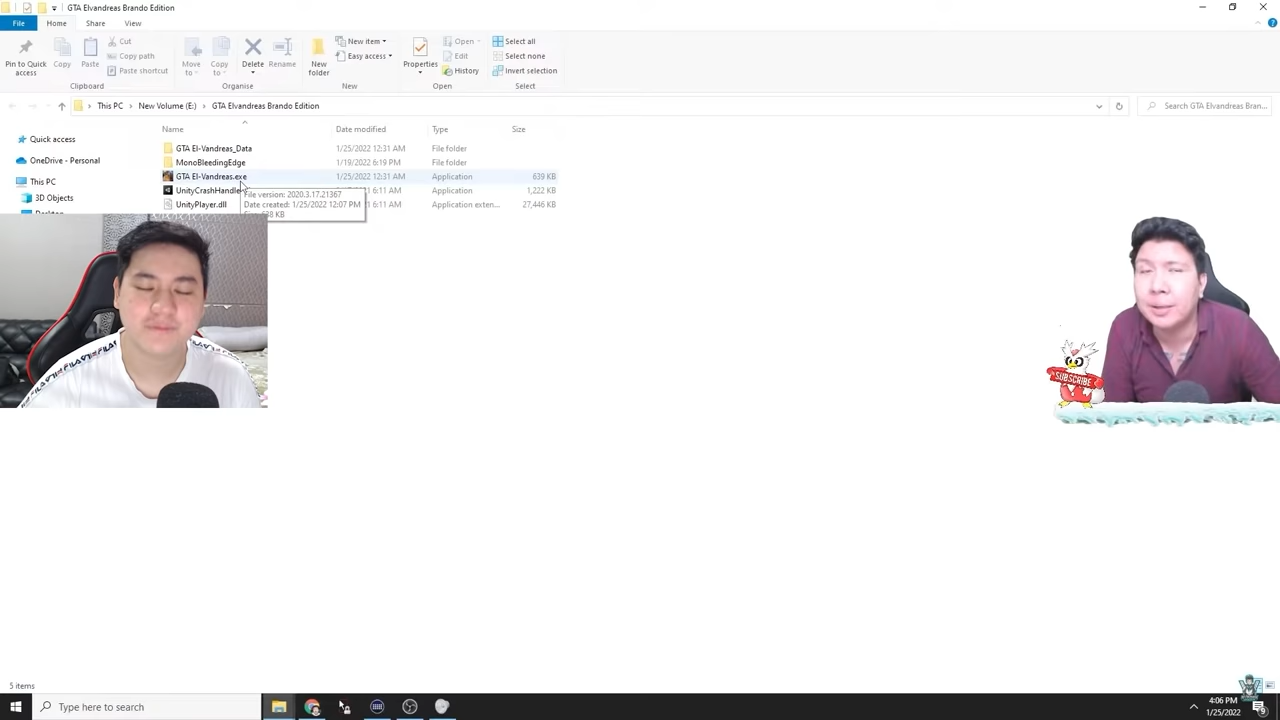 GTA Elvandreas Brando Edition
File
Home
Share
View
Pin to Quick access
Copy
Paste
Cut
Copy path
Paste shortcut
Clipboard
Move to
Copy to
Delete
Rename
Organise
New folder
New item
Easy access
New
Properties
Open
Edit
History
Open
Select all
Select none
Invert selection
Select
This PC > New Volume (E:) > GTA Elvandreas Brando Edition
Search GTA Elvandreas Bran...
Name Date modified Type Size
Quick access
OneDrive - Personal
This PC
3D Objects
GTA El-Vandreas_Data 1/25/2022 12:31 AM File folder
MonoBleedingEdge 1/19/2022 6:19 PM File folder
GTA El-Vandreas.exe 1/25/2022 12:31 AM Application 639 KB
UnityCrashHandle 6:11 AM Application 1,222 KB
UnityPlayer.dll 6:11 AM Application exten... 27,446 KB
File version: 2020.3.17.21367
Date created: 1/25/2022 12:07 PM
SUBSCRIBE
5 items
Type here to search
4:06 PM
1/25/2022